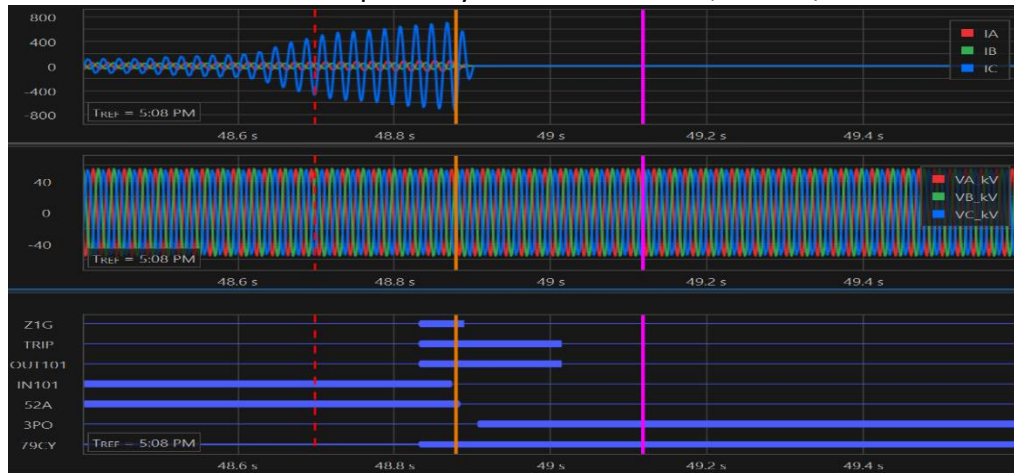 800
400
0
-400
-800
IA
IB
IC
TREF = 5:08 PM
48.6 s 48.8 s 49 s 49.2 s 49.4 s
40
0
-40
VA_kV
VB_kV
VC_kV
TREF = 5:08 PM
48.6 s 48.8 s 49 s 49.2 s 49.4 s
Z1G
TRIP
OUT101
IN101
52A
3PO
79CY
TREF = 5:08 PM
48.6 s 48.8 s 49 s 49.2 s 49.4 s